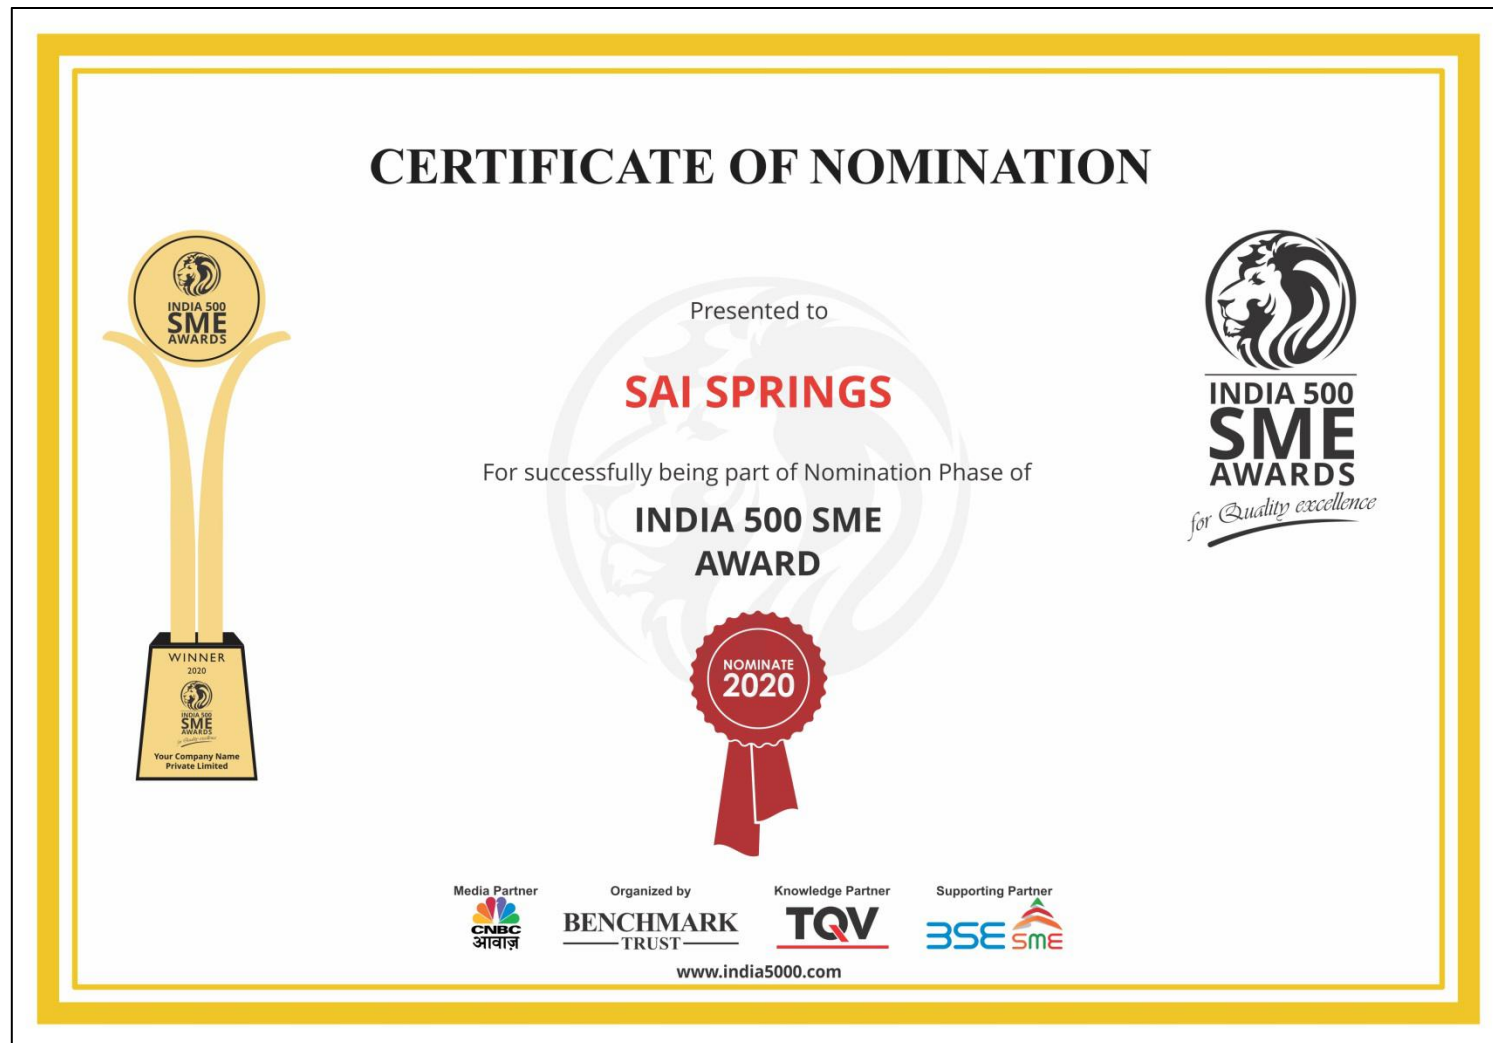 CERTIFICATE OF NOMINATION
INDIA 500
SME
AWARDS
Presented to
SAI SPRINGS
For successfully being part of Nomination Phase of
INDIA 500 SME
AWARD
INDIA 500
SME
AWARDS
for Quality excellence
NOMINATE
2020
WINNER
2020
INDIA 500
SME
AWARDS
for Quality excellence
Your Company Name
Private Limited
Media Partner
CNBC
आवाज़
Organized by
BENCHMARK
TRUST
Knowledge Partner
TQV
Supporting Partner
BSE SME
www.india5000.com